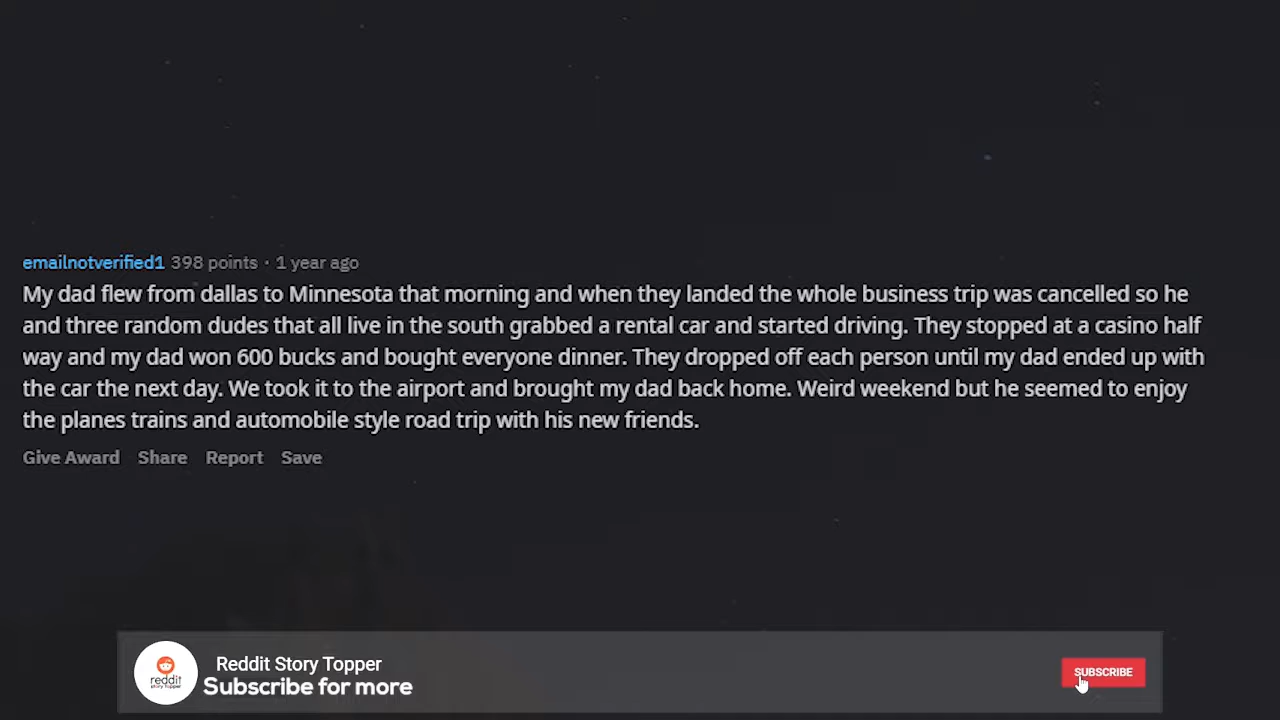 emailnotverified1 398 points · 1 year ago
My dad flew from dallas to Minnesota that morning and when they landed the whole business trip was cancelled so he
and three random dudes that all live in the south grabbed a rental car and started driving. They stopped at a casino half
way and my dad won 600 bucks and bought everyone dinner. They dropped off each person until my dad ended up with
the car the next day. We took it to the airport and brought my dad back home. Weird weekend but he seemed to enjoy
the planes trains and automobile style road trip with his new friends.
Give Award Share Report Save
reddit
story topper
Reddit Story Topper
Subscribe for more
SUBSCRIBE